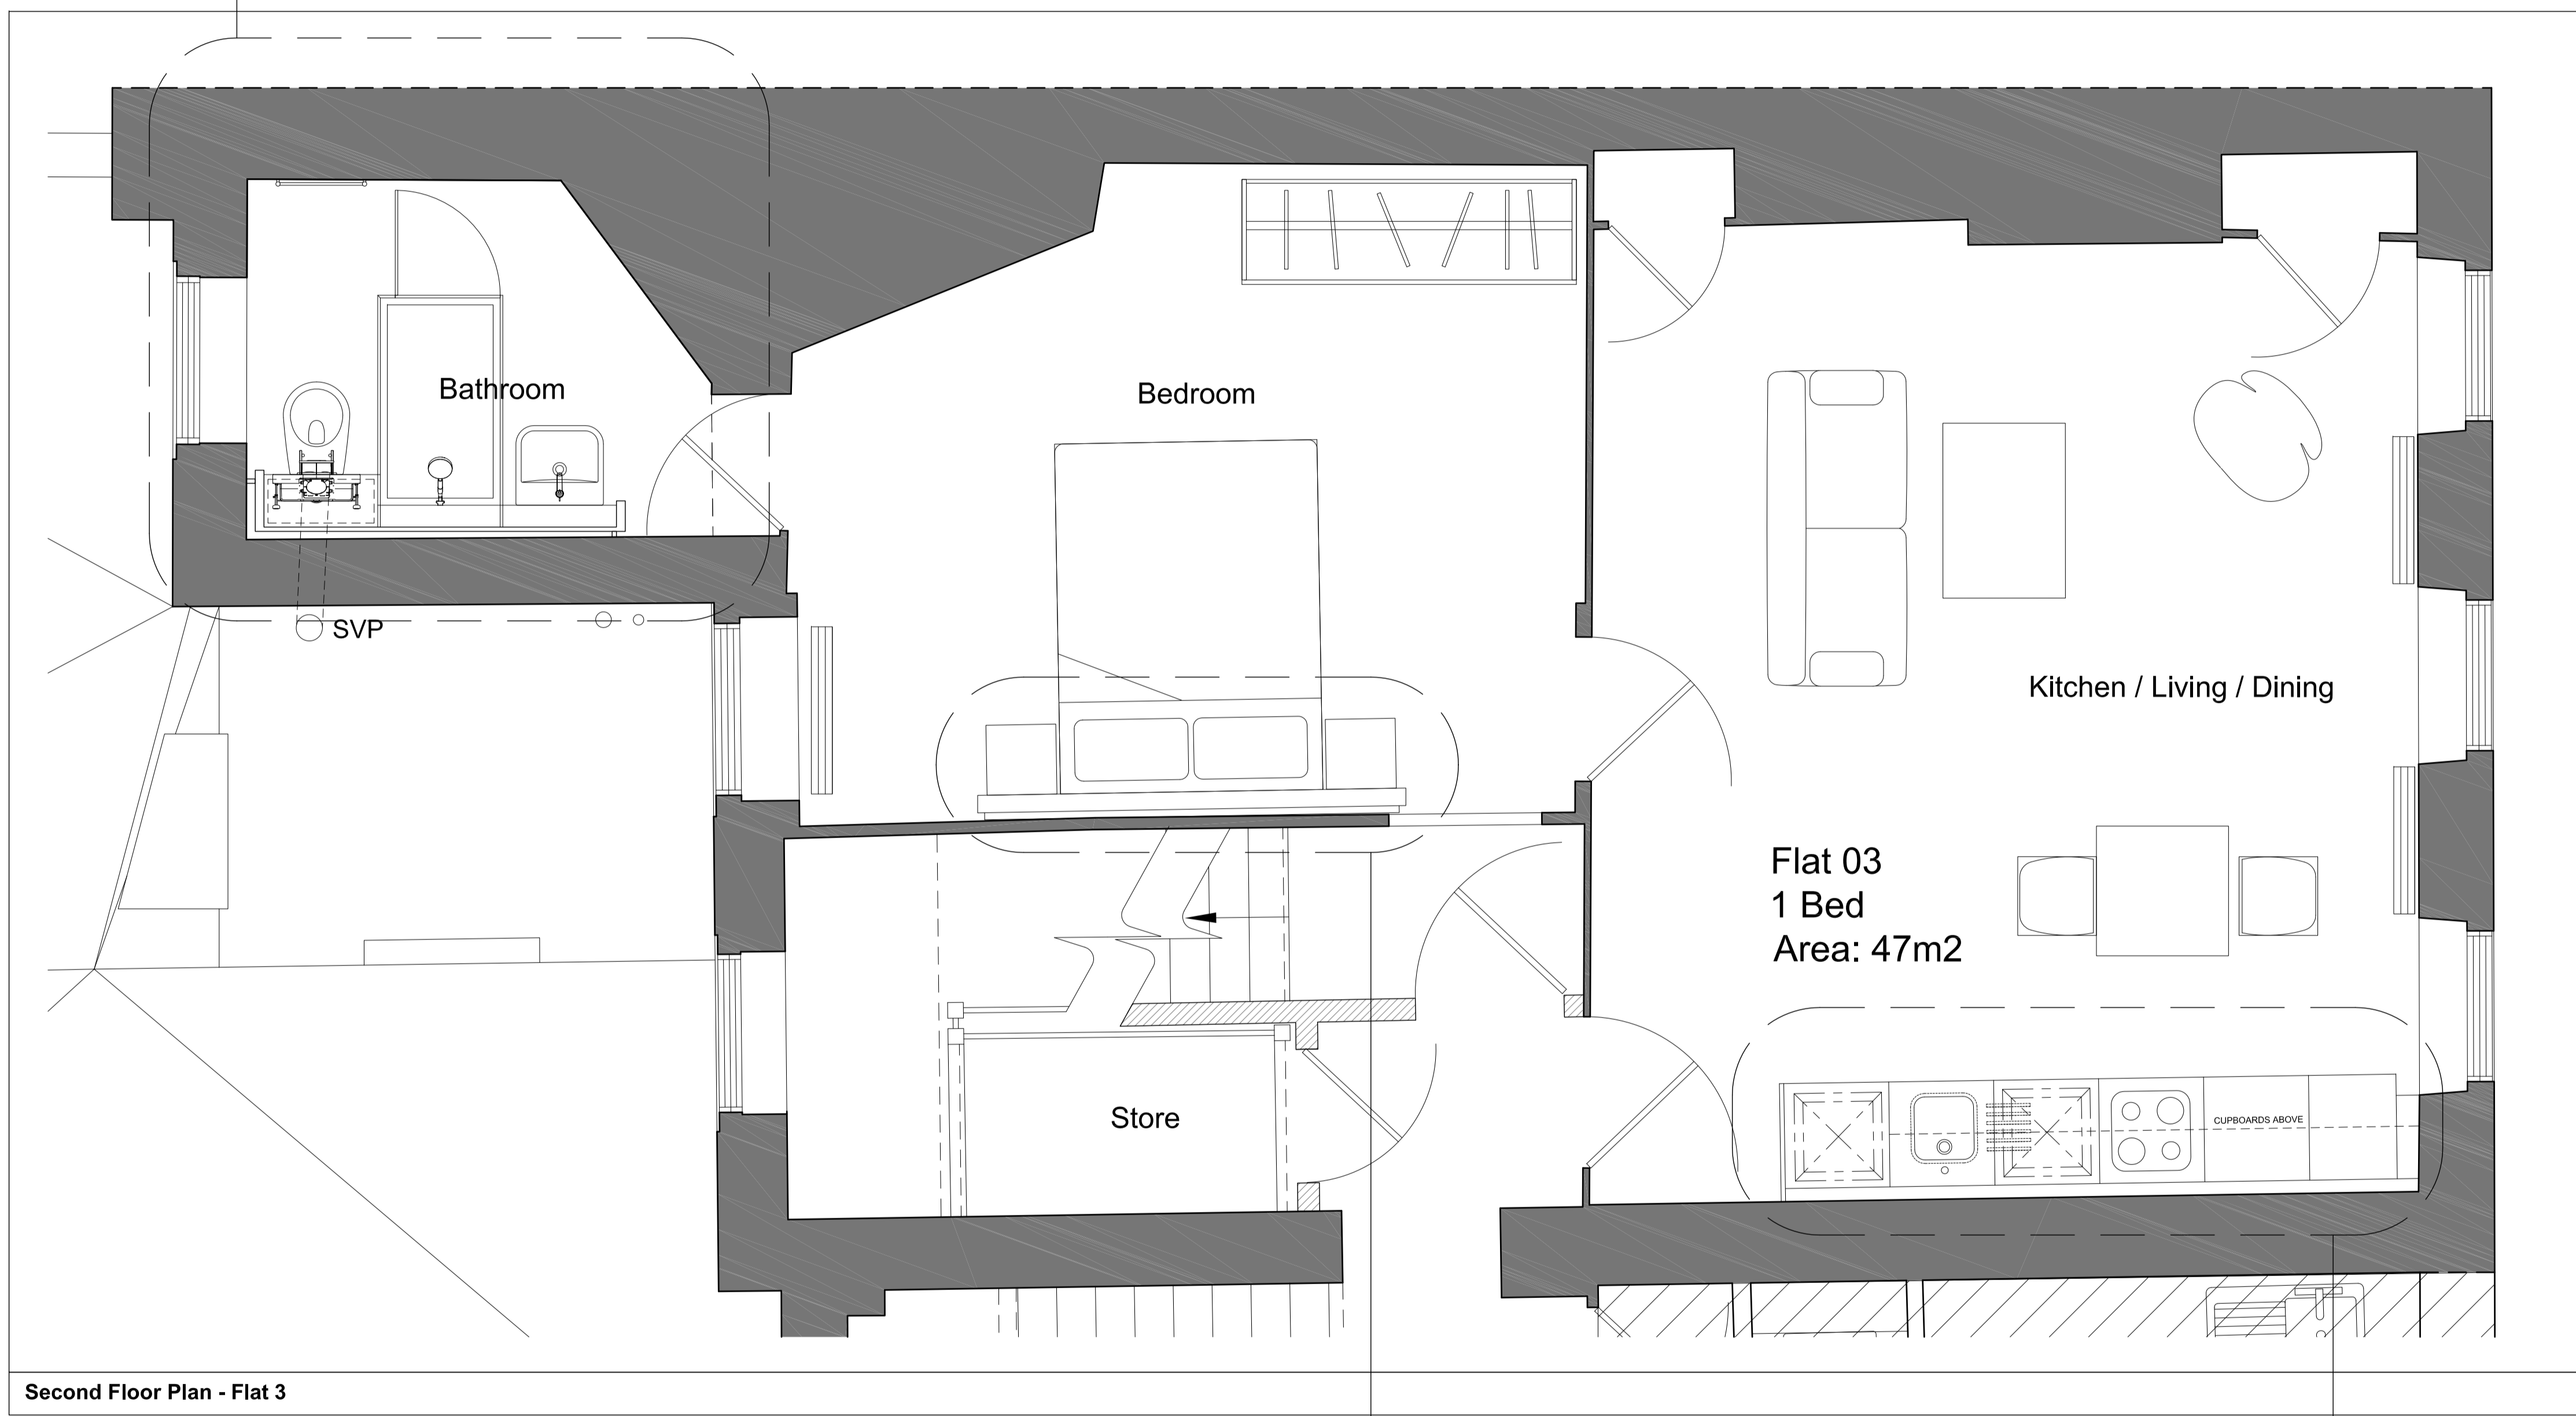 Bathroom
Bedroom
SVP
Kitchen / Living / Dining
Flat 03
1 Bed
Area: 47m2
Store
CUPBOARDS ABOVE
Second Floor Plan - Flat 3